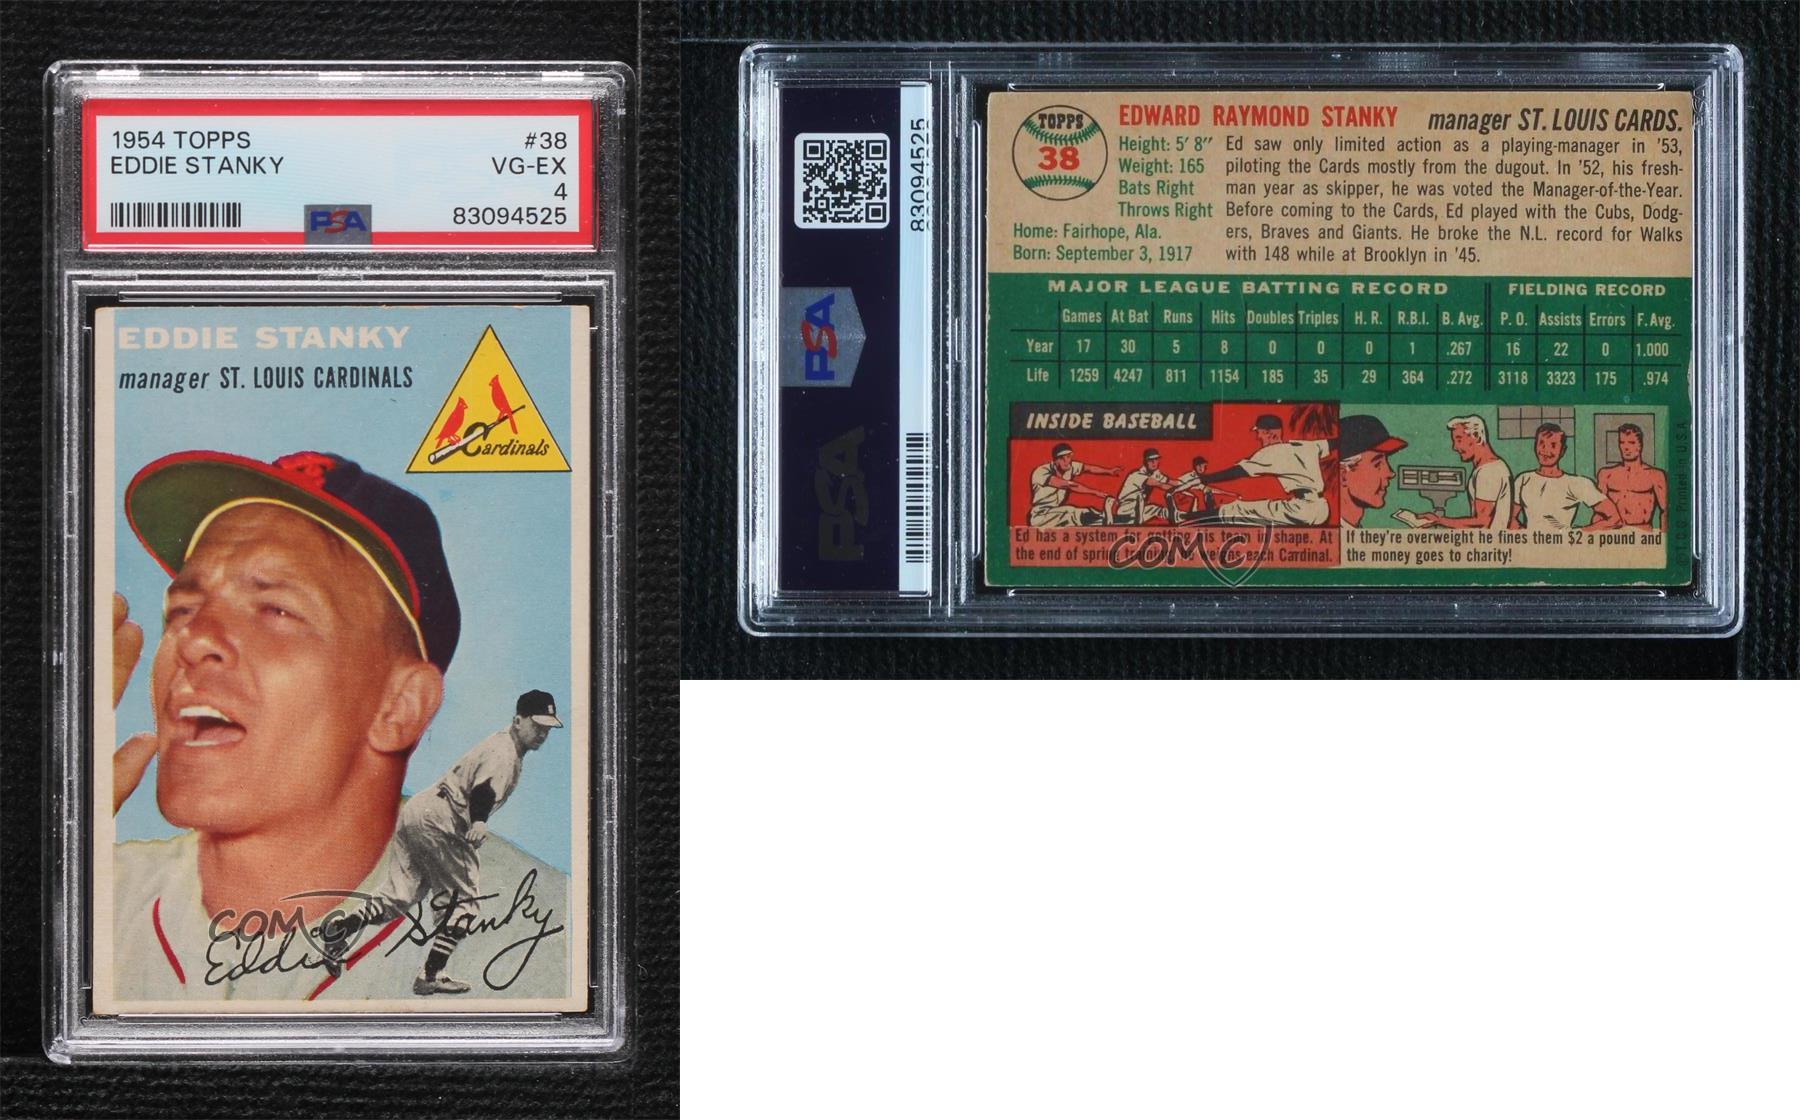 1954 TOPPS #38
EDDIE STANKY VG-EX
4
83094525
PSA
EDDIE STANKY
manager ST. LOUIS CARDINALS
Cardinals
COMC
Eddie Stanky
83094525
PSA
PSA
TOPPS
38
EDWARD RAYMOND STANKY manager ST. LOUIS CARDS.
Height: 5' 8"
Weight: 165
Bats Right
Throws Right
Home: Fairhope, Ala.
Born: September 3, 1917
Ed saw only limited action as a playing-manager in '53,
piloting the Cards mostly from the dugout. In '52, his fresh-
man year as skipper, he was voted the Manager-of-the-Year.
Before coming to the Cards, Ed played with the Cubs, Dodg-
ers, Braves and Giants. He broke the N.L. record for Walks
with 148 while at Brooklyn in '45.
MAJOR LEAGUE BATTING RECORD FIELDING RECORD
Games At Bat Runs Hits Doubles Triples H. R. R.B.I. B. Avg. P. O. Assists Errors F. Avg.
Year 17 30 5 8 0 0 0 1 .267 16 22 0 1.000
Life 1259 4247 811 1154 185 35 29 364 .272 3118 3323 175 .974
INSIDE BASEBALL
Ed has a system for getting his team in shape. At
the end of spring training he weighs each Cardinal.
If they're overweight he fines them $2 a pound and
the money goes to charity!
COMC
© T. C. G. Printed in U.S.A.